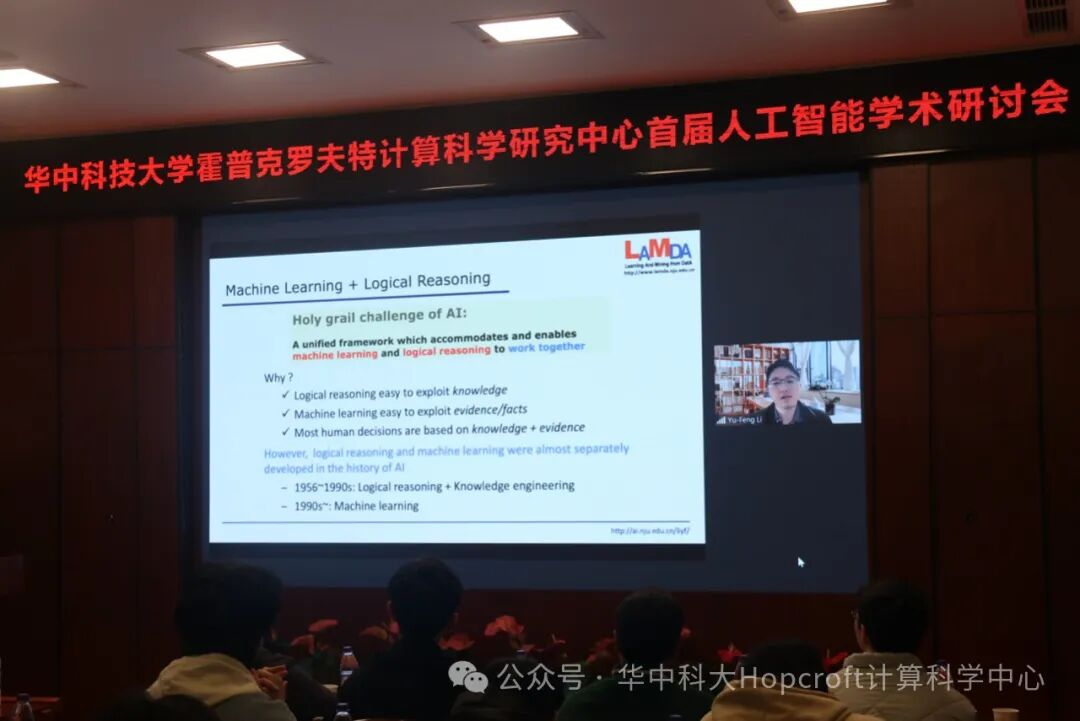 华中科技大学霍普克罗夫特计算科学研究中心首届人工智能学术研讨会
LAMDA
Learning And Mining from Data
http://www.lamda.nju.edu.cn
Machine Learning + Logical Reasoning
Holy grail challenge of AI:
A unified framework which accommodates and enables
machine learning and logical reasoning to work together
Why ?
✓ Logical reasoning easy to exploit knowledge
✓ Machine learning easy to exploit evidence/facts
✓ Most human decisions are based on knowledge + evidence
However, logical reasoning and machine learning were almost separately
developed in the history of AI
– 1956~1990s: Logical reasoning + Knowledge engineering
– 1990s~: Machine learning
http://ai.nju.edu.cn/liyf/
Yu-Feng Li
公众号 · 华中科大Hopcroft计算科学中心